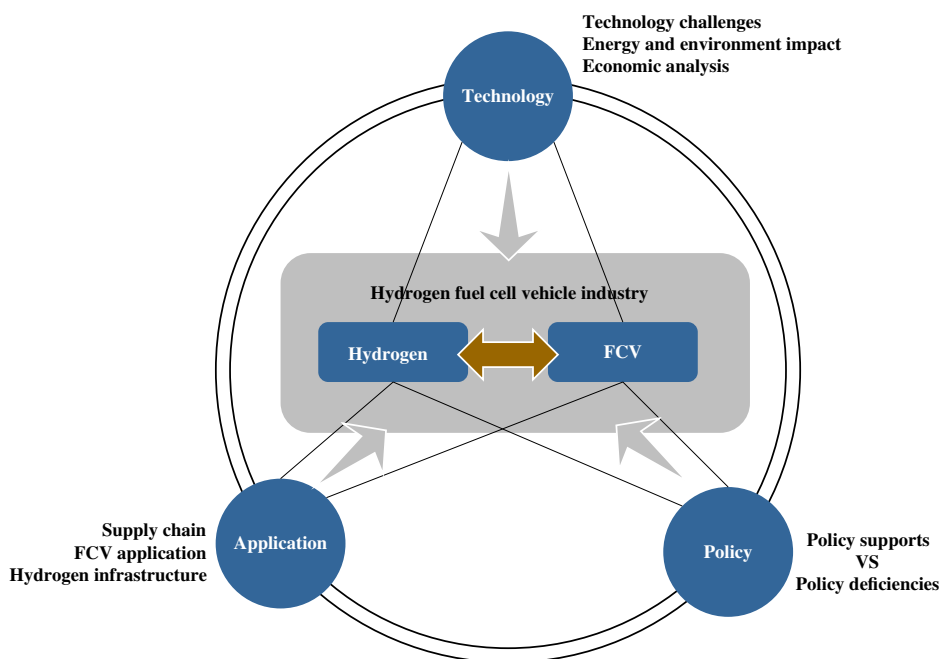 Technology challenges
Energy and environment impact
Economic analysis
Technology
Hydrogen fuel cell vehicle industry
Hydrogen
FCV
Supply chain
FCV application
Hydrogen infrastructure
Application
Policy
Policy supports
VS
Policy deficiencies